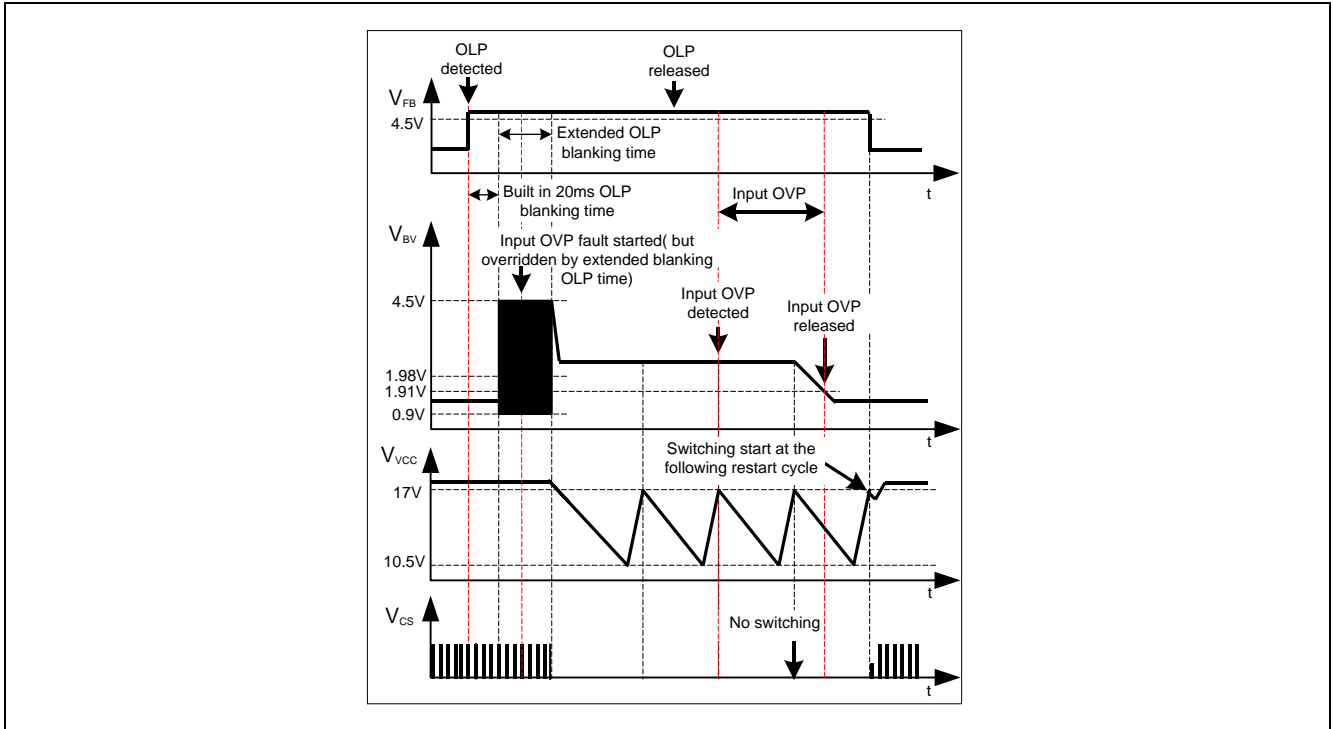 OLP
detected
OLP
released
VFB
4.5V
Extended OLP
blanking time
t
Built in 20ms OLP
blanking time
Input OVP
VBV
Input OVP fault started( but
overridden by extended blanking
OLP time)
4.5V
Input OVP
detected
Input OVP
released
1.98V
1.91V
0.9V
t
VVCC
Switching start at the
following restart cycle
17V
10.5V
t
VCS
No switching
t